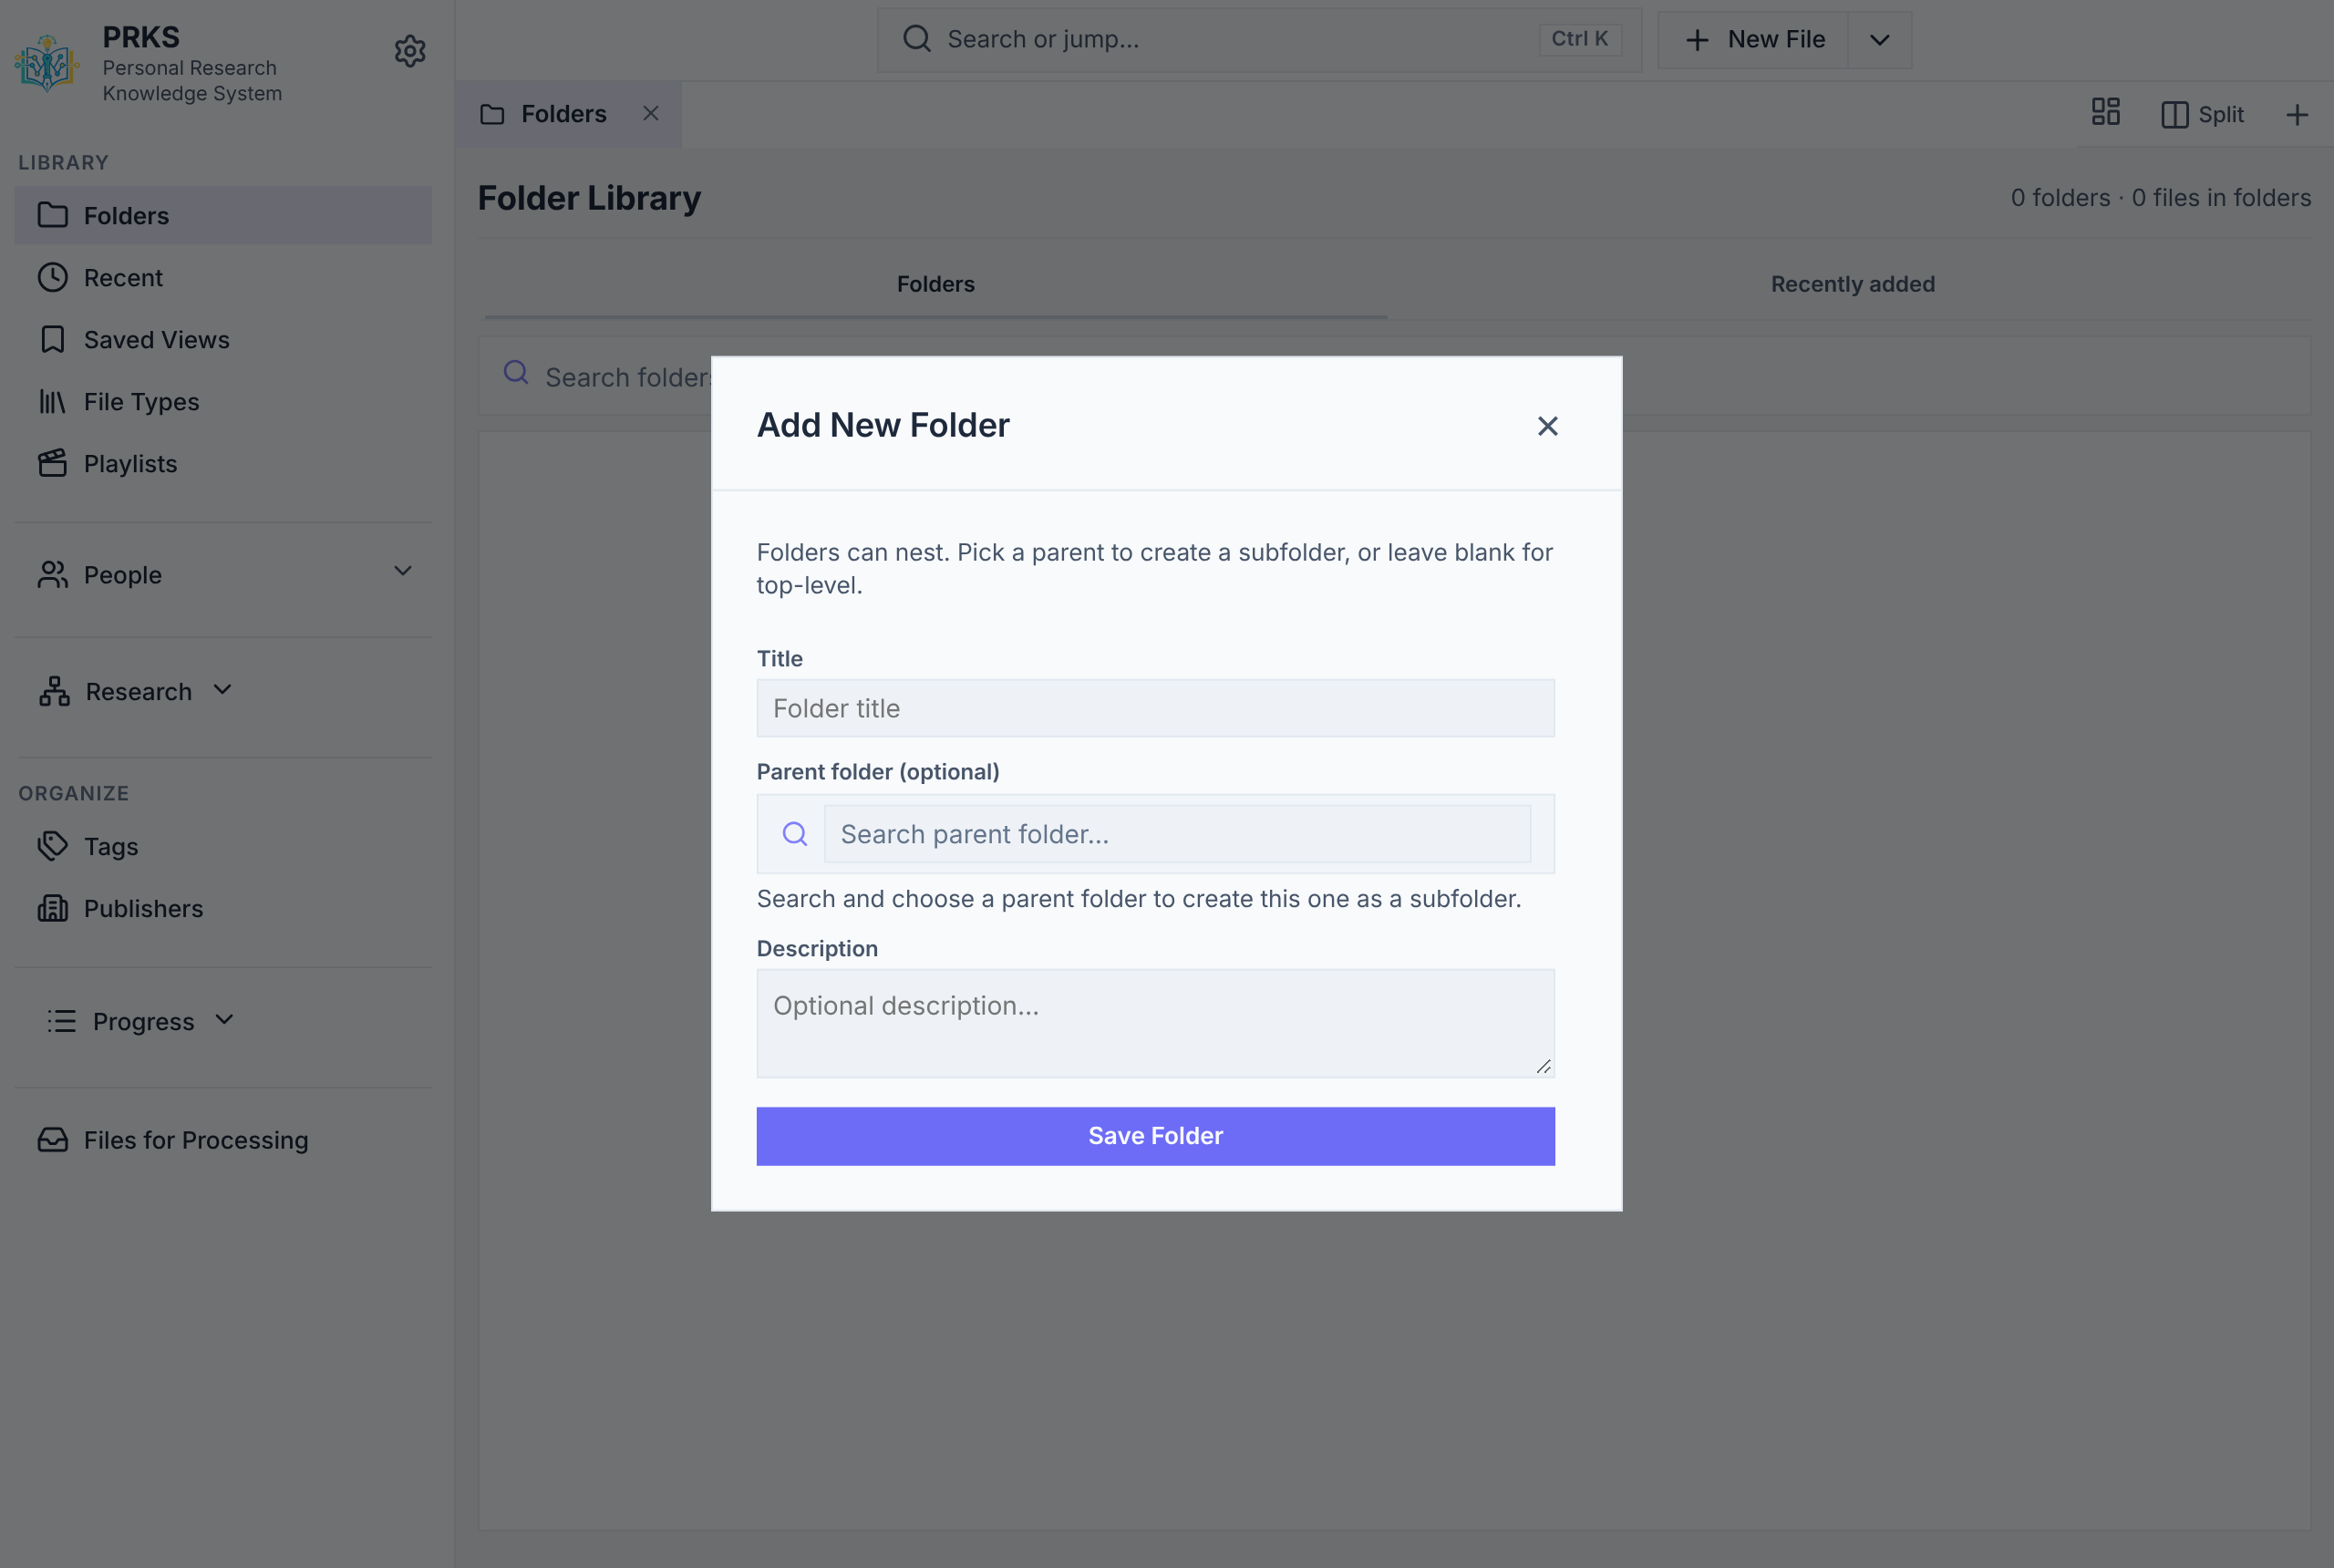 PRKS
Personal Research
Knowledge System
LIBRARY
Folders
Recent
Saved Views
File Types
Playlists
People
Research
ORGANIZE
Tags
Publishers
Progress
Files for Processing
Search or jump...
Ctrl K
New File
Folders
Split
Folder Library
0 folders · 0 files in folders
Folders
Recently added
Search folders
Add New Folder
Folders can nest. Pick a parent to create a subfolder, or leave blank for
top-level.
Title
Folder title
Parent folder (optional)
Search parent folder...
Search and choose a parent folder to create this one as a subfolder.
Description
Optional description...
Save Folder